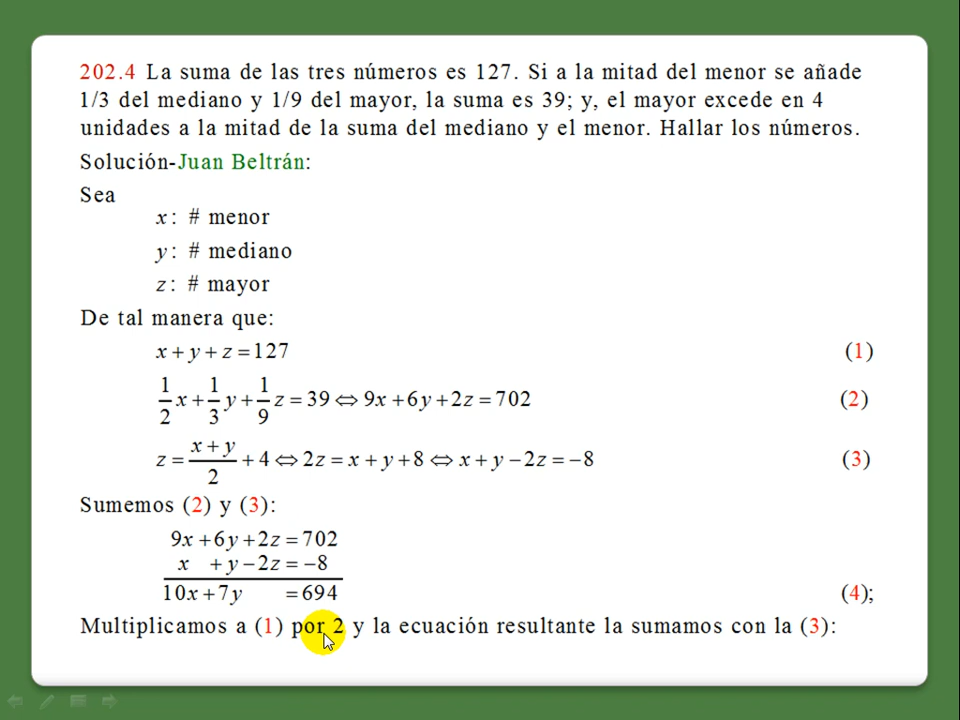 202.4 La suma de las tres números es 127. Si a la mitad del menor se añade
1/3 del mediano y 1/9 del mayor, la suma es 39; y, el mayor excede en 4
unidades a la mitad de la suma del mediano y el menor. Hallar los números.
Solución-Juan Beltrán:
Sea
x: # menor
y: # mediano
z: # mayor
De tal manera que:
x + y + z = 127 (1)
1/2 x + 1/3 y + 1/9 z = 39 ⇔ 9x + 6y + 2z = 702 (2)
z = (x + y)/2 + 4 ⇔ 2z = x + y + 8 ⇔ x + y − 2z = −8 (3)
Sumemos (2) y (3):
9x + 6y + 2z = 702
x + y − 2z = −8
10x + 7y = 694 (4);
Multiplicamos a (1) por 2 y la ecuación resultante la sumamos con la (3):